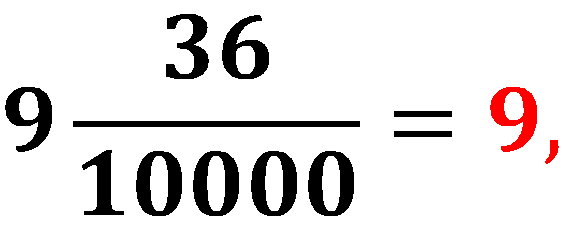 9 36/10000 = 9,